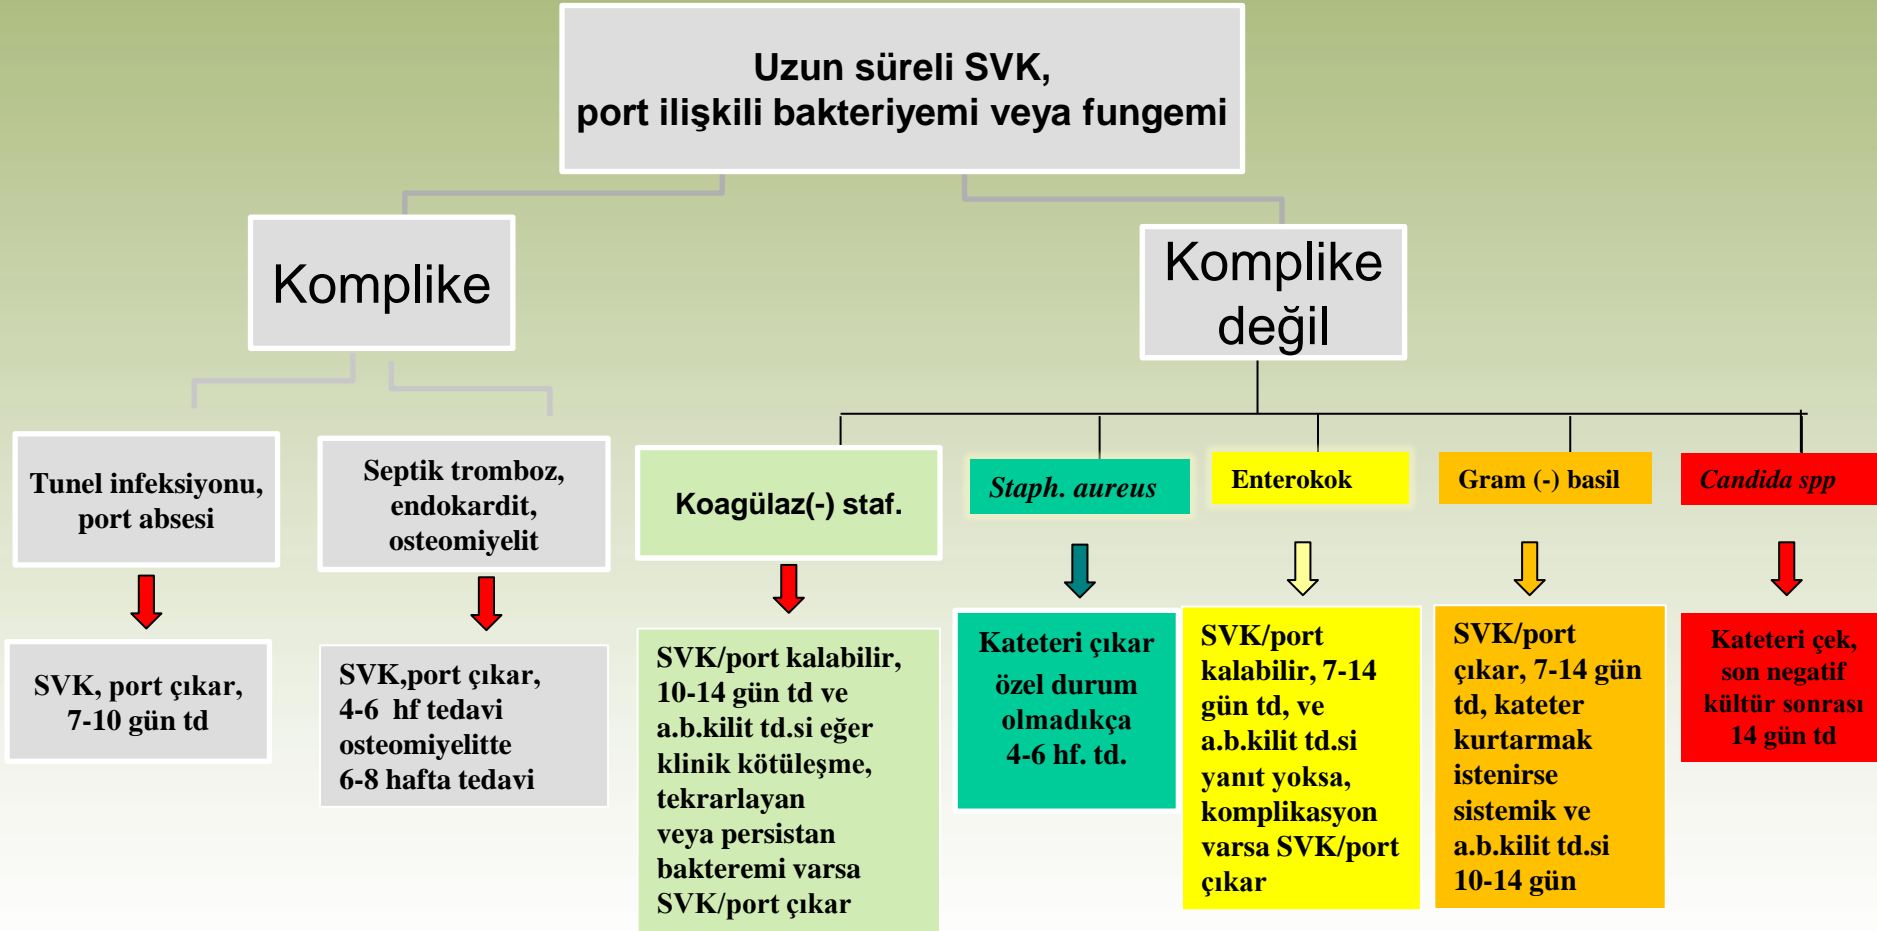 Uzun süreli SVK,
port ilişkili bakteriyemi veya fungemi
Komplike
Komplike
değil
Tunel infeksiyonu,
port absesi
Septik tromboz,
endokardit,
osteomiyelit
Koagülaz(-) staf.
Staph. aureus
Enterokok
Gram (-) basil
Candida spp
SVK, port çıkar,
7-10 gün td
SVK,port çıkar,
4-6 hf tedavi
osteomiyelitte
6-8 hafta tedavi
SVK/port kalabilir,
10-14 gün td ve
a.b.kilit td.si eğer
klinik kötüleşme,
tekrarlayan
veya persistan
bakteremi varsa
SVK/port çıkar
Kateteri çıkar
özel durum
olmadıkça
4-6 hf. td.
SVK/port
kalabilir, 7-14
gün td, ve
a.b.kilit td.si
yanıt yoksa,
komplikasyon
varsa SVK/port
çıkar
SVK/port
çıkar, 7-14 gün
td, kateter
kurtarmak
istenirse
sistemik ve
a.b.kilit td.si
10-14 gün
Kateteri çek,
son negatif
kültür sonrası
14 gün td